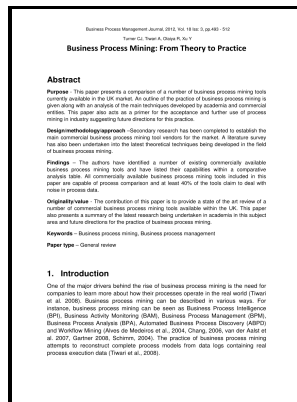 Business Process Management Journal, 2012, Vol. 18 Iss: 3, pp.493 - 512
Turner CJ, Tiwari A, Olaiya R, Xu Y
Business Process Mining: From Theory to Practice
Abstract
Purpose - This paper presents a comparison of a number of business process mining tools
currently available in the UK market. An outline of the practice of business process mining is
given along with an analysis of the main techniques developed by academia and commercial
entities. This paper also acts as a primer for the acceptance and further use of process
mining in industry suggesting future directions for this practice.
Design/methodology/approach –Secondary research has been completed to establish the
main commercial business process mining tool vendors for the market. A literature survey
has also been undertaken into the latest theoretical techniques being developed in the field
of business process mining.
Findings – The authors have identified a number of existing commercially available
business process mining tools and have listed their capabilities within a comparative
analysis table. All commercially available business process mining tools included in this
paper are capable of process comparison and at least 40% of the tools claim to deal with
noise in process data.
Originality/value - The contribution of this paper is to provide a state of the art review of a
number of commercial business process mining tools available within the UK. This paper
also presents a summary of the latest research being undertaken in academia in this subject
area and future directions for the practice of business process mining.
Keywords – Business process mining, Business process management
Paper type – General review
1. Introduction
One of the major drivers behind the rise of business process mining is the need for
companies to learn more about how their processes operate in the real world (Tiwari
et al. 2008). Business process mining can be described in various ways. For
instance, business process mining can be seen as Business Process Intelligence
(BPI), Business Activity Monitoring (BAM), Business Process Management (BPM),
Business Process Analysis (BPA), Automated Business Process Discovery (ABPD)
and Workflow Mining (Alves de Medeiros et al. 2004, Chang, 2006, van der Aalst et
al. 2007, Gartner 2008, Schimm, 2004). The practice of business process mining
attempts to reconstruct complete process models from data logs containing real
process execution data (Tiwari et al., 2008).